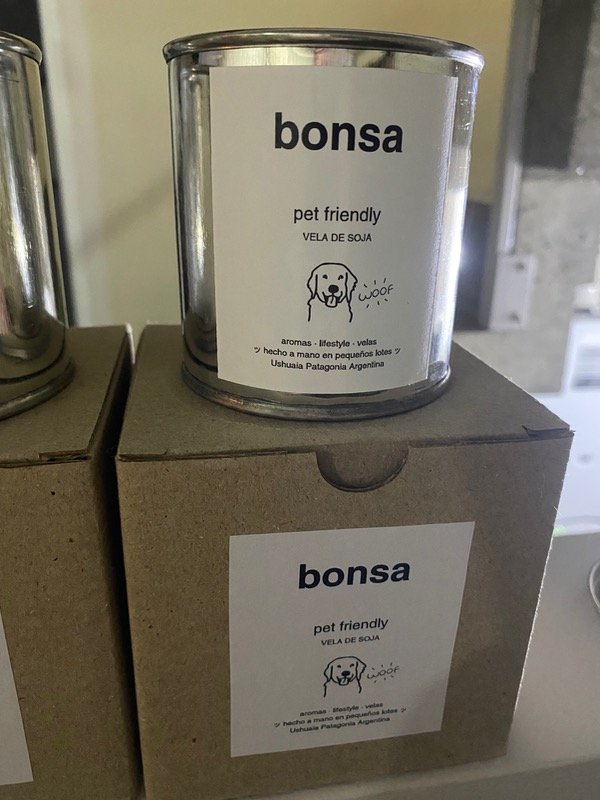 bonsa
pet friendly
VELA DE SOJA
WOOF
aromas · lifestyle · velas
ツ hecho a mano en pequeños lotes ツ
Ushuaia Patagonia Argentina
bonsa
pet friendly
VELA DE SOJA
WOOF
aromas · lifestyle · velas
ツ hecho a mano en pequeños lotes ツ
Ushuaia Patagonia Argentina